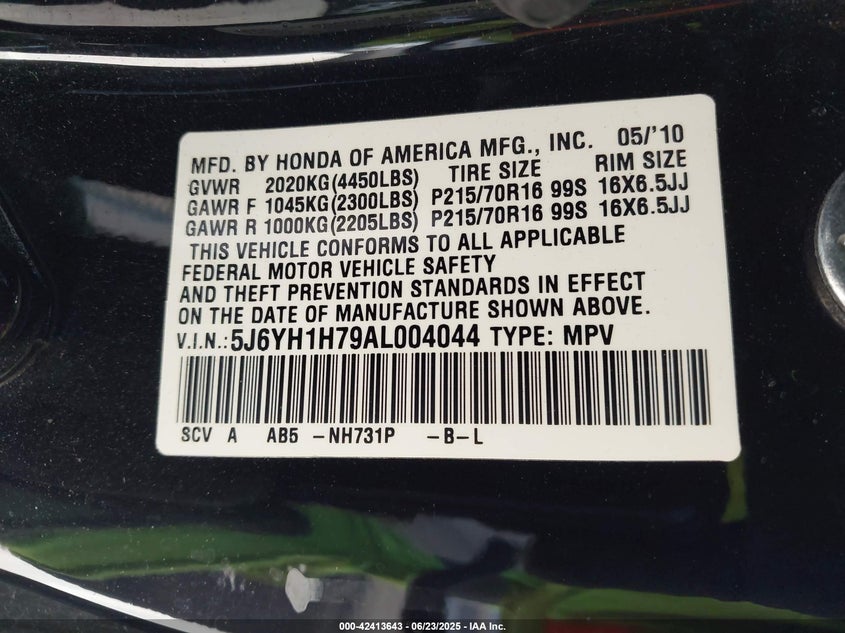 MFD. BY HONDA OF AMERICA MFG., INC. 05/'10
GVWR 2020KG(4450LBS) TIRE SIZE RIM SIZE
GAWR F 1045KG(2300LBS) P215/70R16 99S 16X6.5JJ
GAWR R 1000KG(2205LBS) P215/70R16 99S 16X6.5JJ
THIS VEHICLE CONFORMS TO ALL APPLICABLE
FEDERAL MOTOR VEHICLE SAFETY
AND THEFT PREVENTION STANDARDS IN EFFECT
ON THE DATE OF MANUFACTURE SHOWN ABOVE.
V.I.N.:5J6YH1H79AL004044 TYPE: MPV
SCV A AB5 -NH731P -B-L
000-42413643 - 06/23/2025 - IAA Inc.